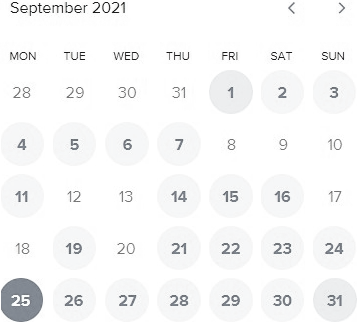 September 2021 < >
MON TUE WED THU FRI SAT SUN
28 29 30 31 1 2 3
4 5 6 7 8 9 10
11 12 13 14 15 16 17
18 19 20 21 22 23 24
25 26 27 28 29 30 31